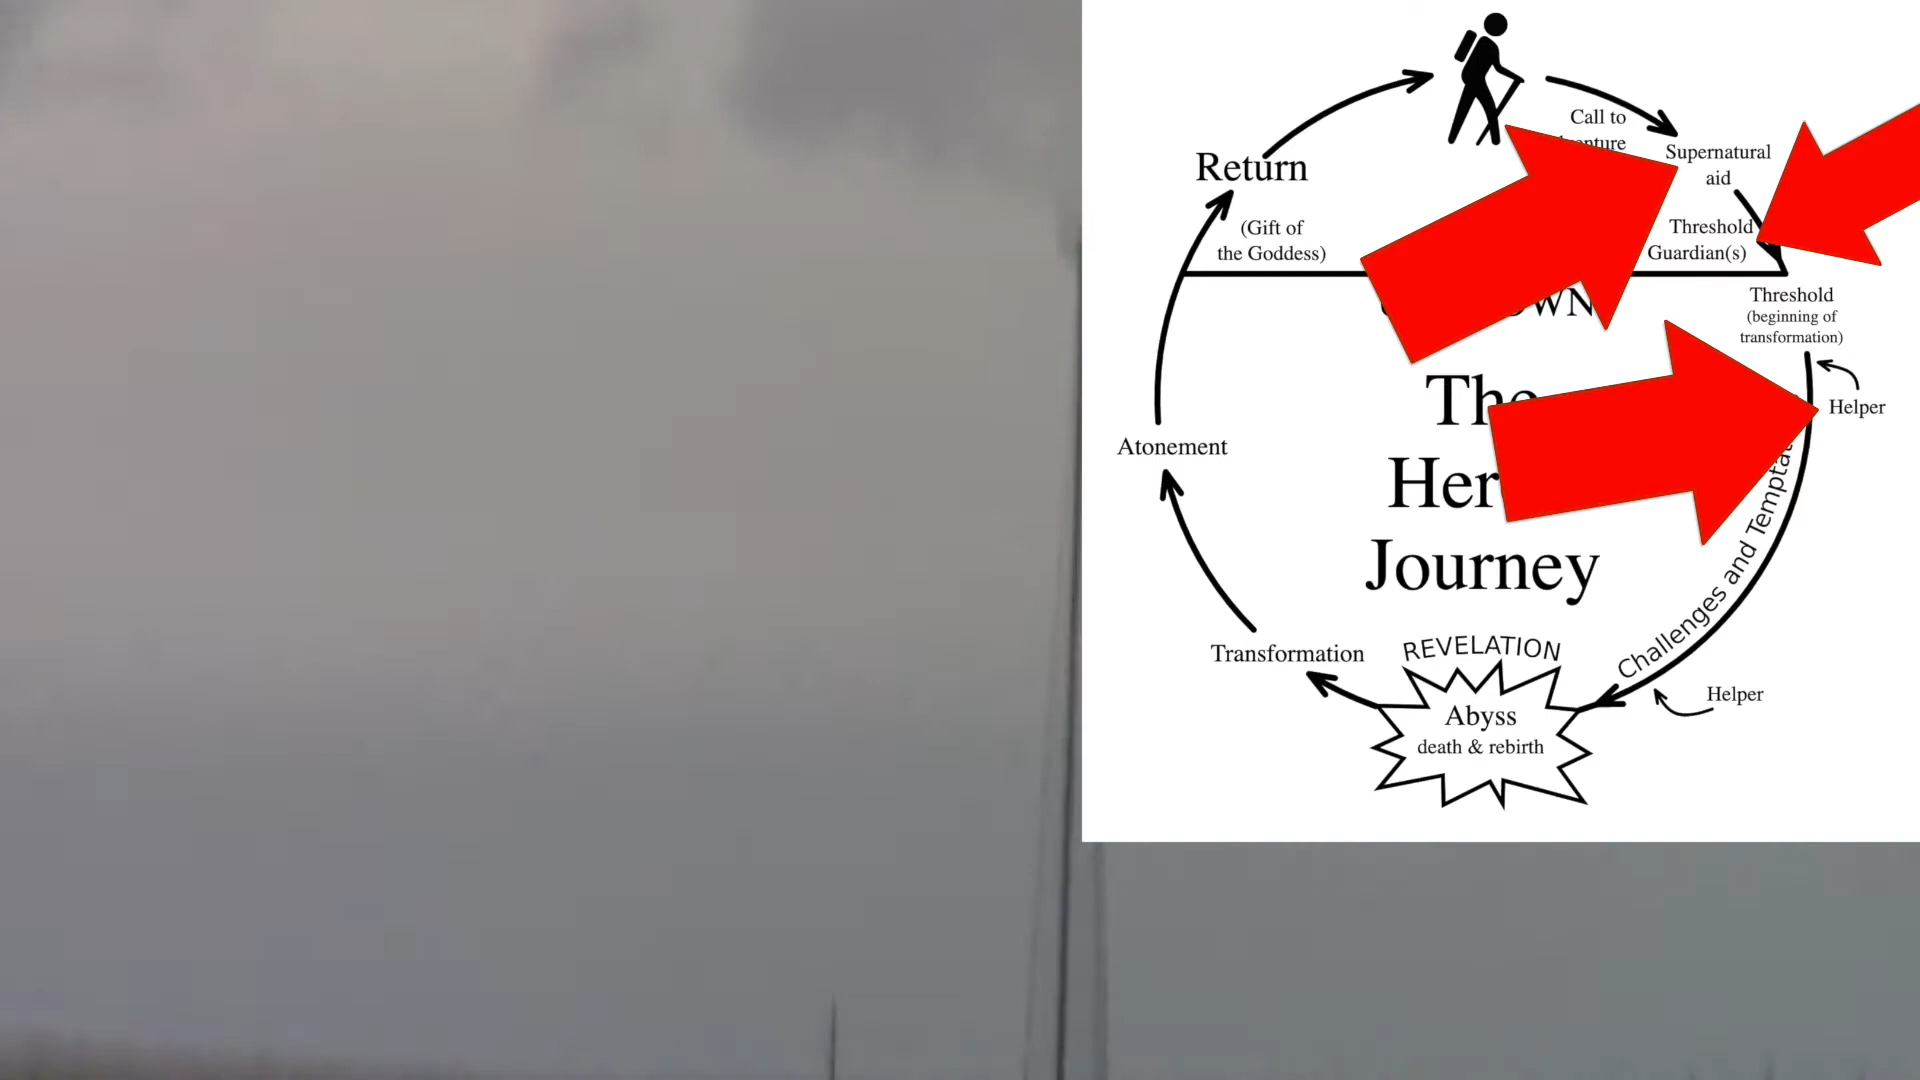 Call to
Supernatural
aid
Return
(Gift of
the Goddess)
Threshold
Guardian(s)
Threshold
(beginning of
transformation)
Helper
The
Journey
Atonement
Challenges and
Transformation
REVELATION
Helper
Abyss
death & rebirth